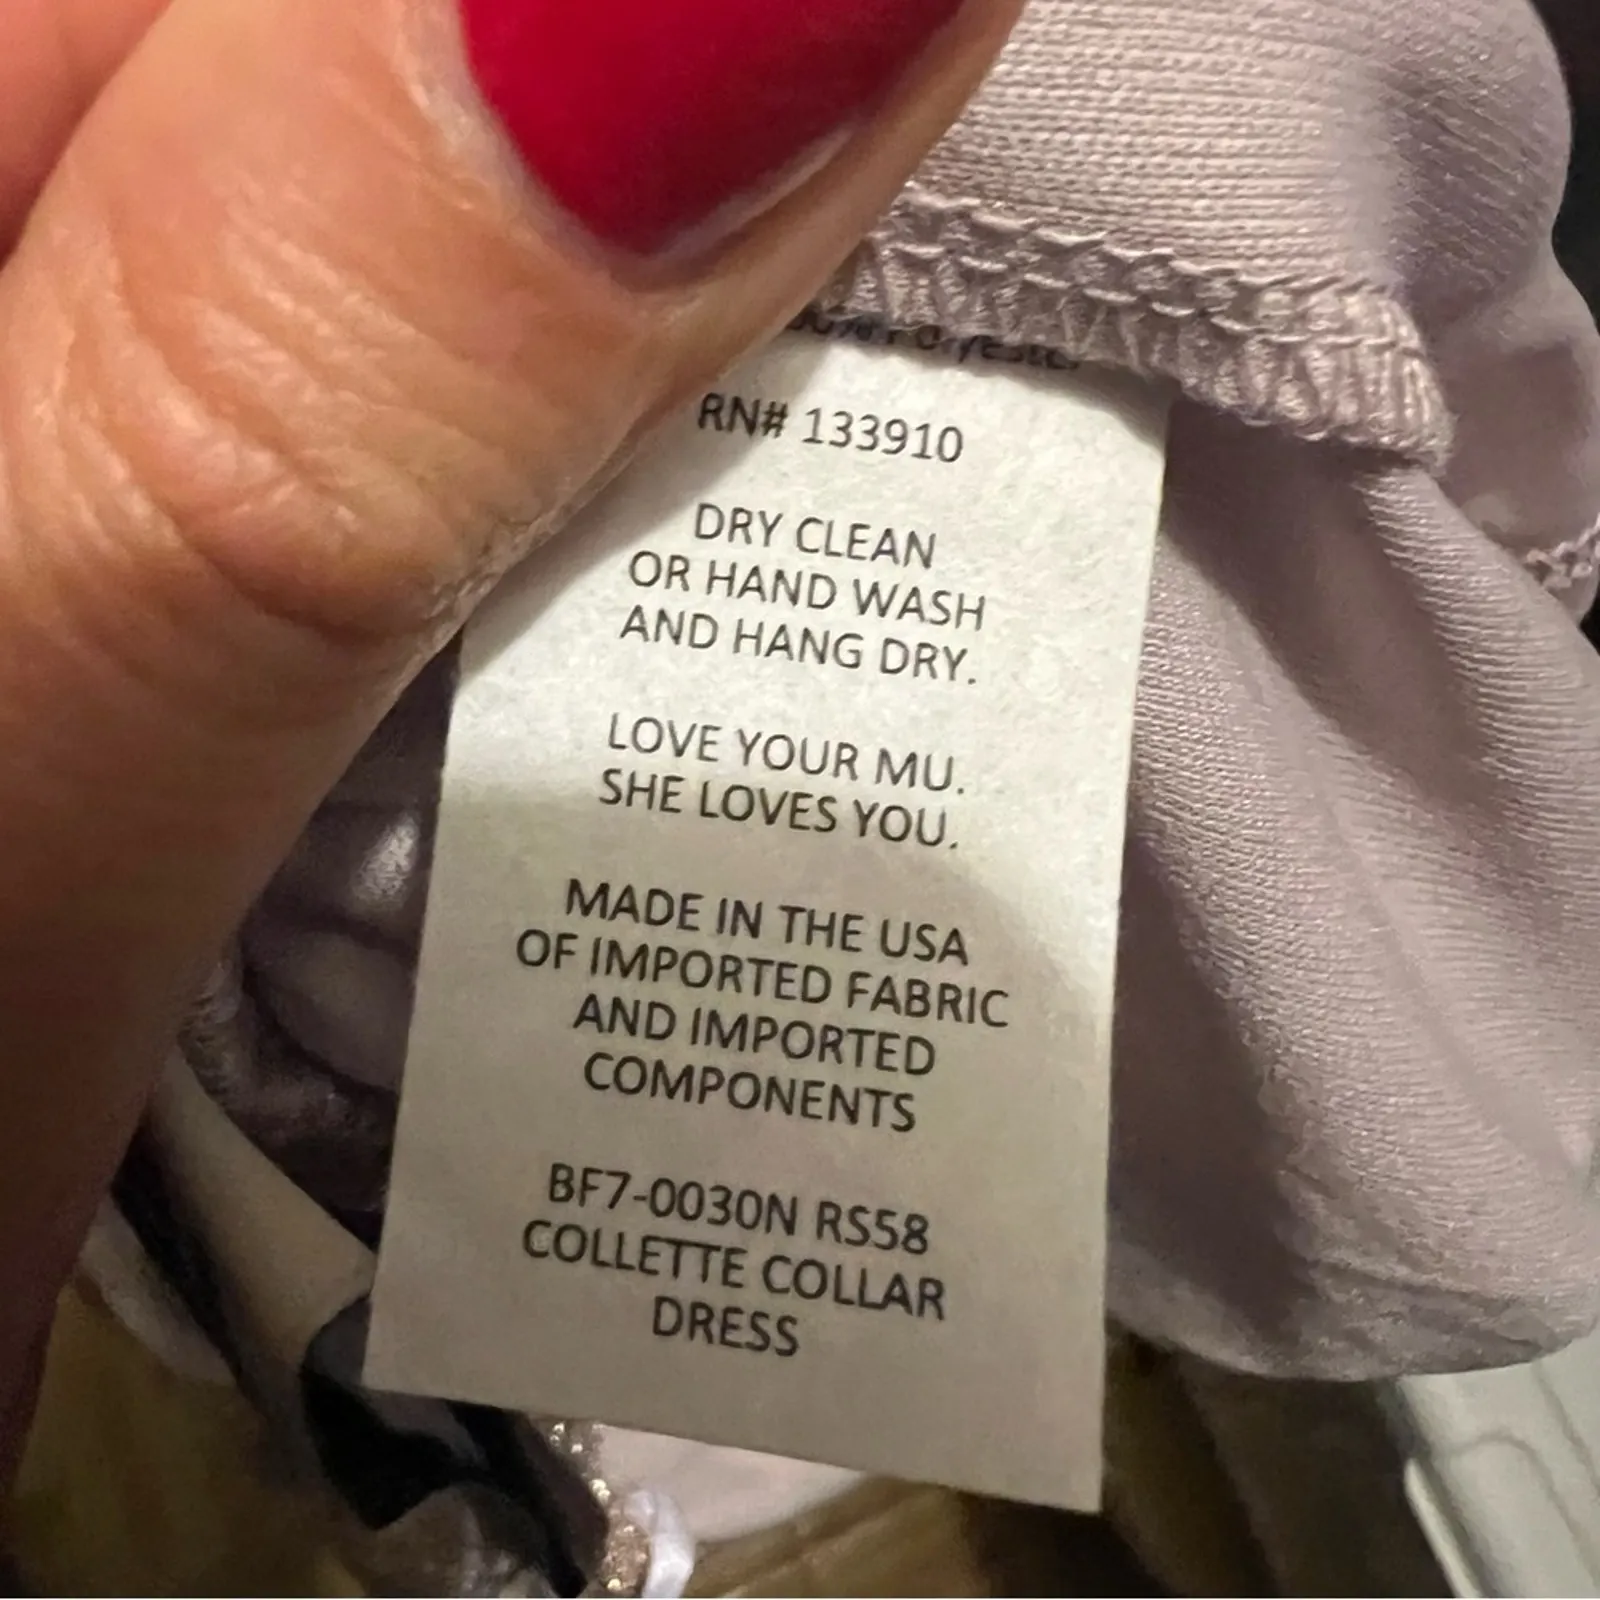 Polyester
RN# 133910
DRY CLEAN
OR HAND WASH
AND HANG DRY.
LOVE YOUR MU.
SHE LOVES YOU.
MADE IN THE USA
OF IMPORTED FABRIC
AND IMPORTED
COMPONENTS
BF7-0030N RS58
COLLETTE COLLAR
DRESS